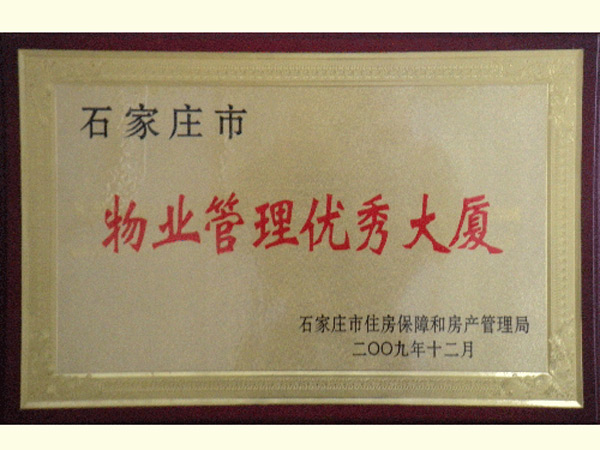 石家庄市
物业管理优秀大厦
石家庄市住房保障和房产管理局
二〇〇九年十二月